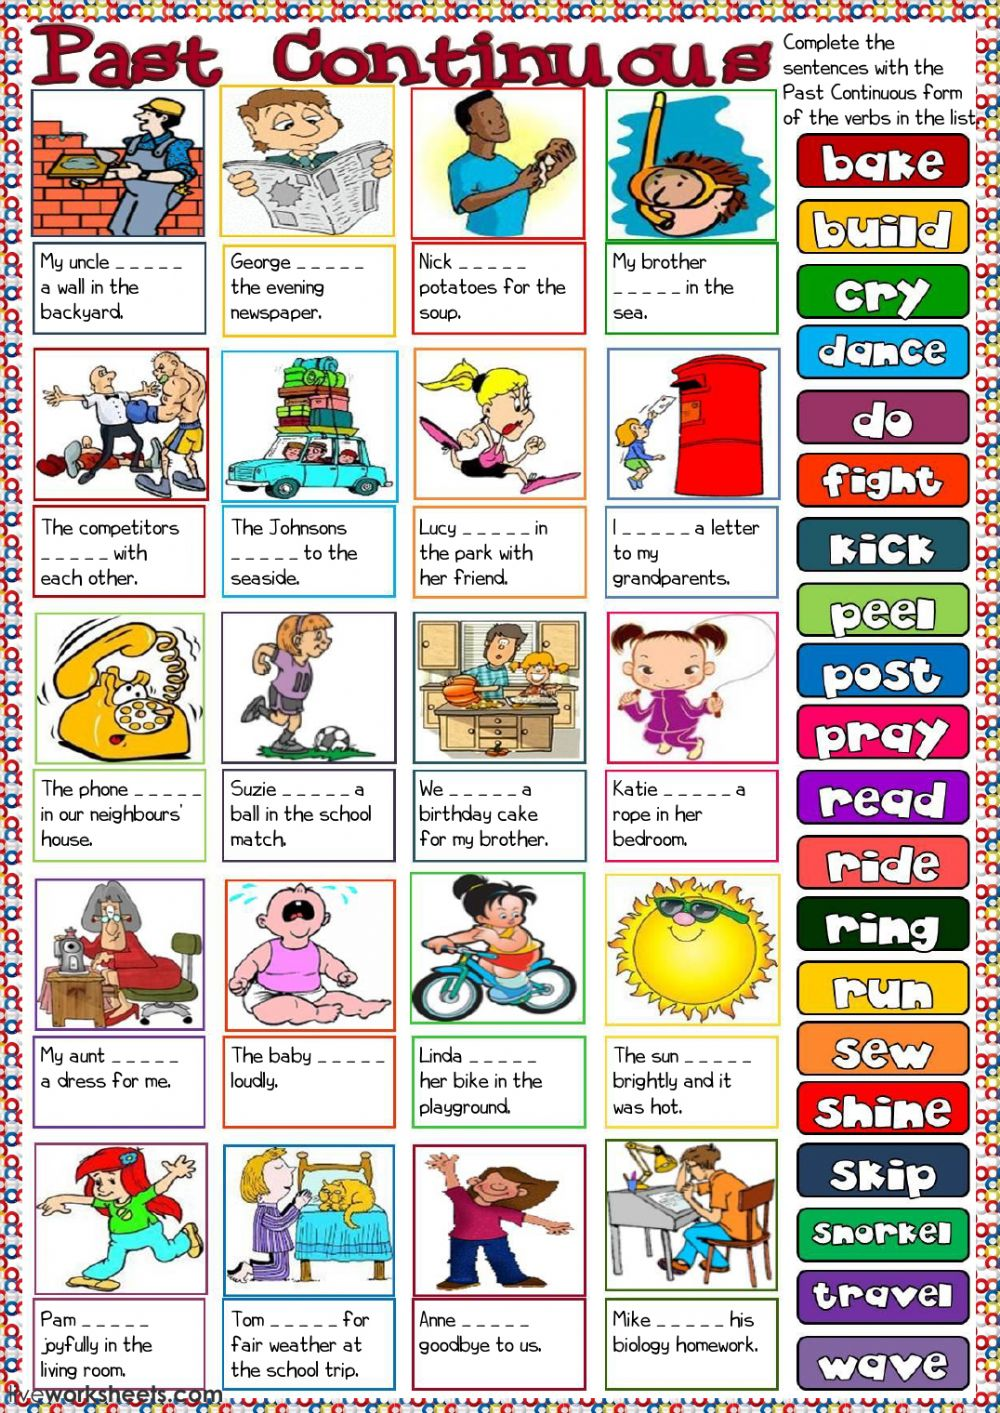 Past Continuous
Complete the
sentences with the
Past Continuous form
of the verbs in the list.
My uncle _ _ _ _ _
a wall in the
backyard.
George _ _ _ _ _
the evening
newspaper.
Nick _ _ _ _ _
potatoes for the
soup.
My brother
_ _ _ _ _ in the
sea.
The competitors
_ _ _ _ _ with
each other.
The Johnsons
_ _ _ _ _ to the
seaside.
Lucy _ _ _ _ _ in
the park with
her friend.
I _ _ _ _ _ a letter
to my
grandparents.
The phone _ _ _ _ _
in our neighbours'
house.
Suzie _ _ _ _ _ a
ball in the school
match.
We _ _ _ _ _ a
birthday cake
for my brother.
Katie _ _ _ _ _ a
rope in her
bedroom.
My aunt _ _ _ _ _
a dress for me.
The baby _ _ _ _ _
loudly.
Linda _ _ _ _ _
her bike in the
playground.
The sun _ _ _ _ _
brightly and it
was hot.
Pam _ _ _ _ _
joyfully in the
living room.
Tom _ _ _ _ _ for
fair weather at
the school trip.
Anne _ _ _ _ _
goodbye to us.
Mike _ _ _ _ _ his
biology homework.
bake
build
cry
dance
do
fight
kick
peel
post
pray
read
ride
ring
run
sew
shine
skip
snorkel
travel
wave
liveworksheets.com